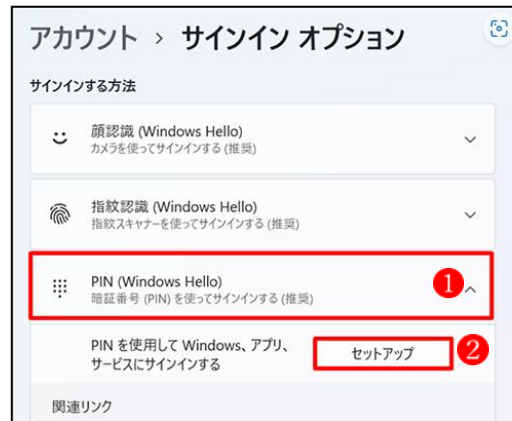 アカウント › サインイン オプション
サインインする方法
顔認識 (Windows Hello)
カメラを使ってサインインする (推奨)
指紋認識 (Windows Hello)
指紋スキャナーを使ってサインインする (推奨)
PIN (Windows Hello)
1
暗証番号 (PIN) を使ってサインインする (推奨)
PIN を使用して Windows、アプリ、
サービスにサインインする
セットアップ
2
関連リンク